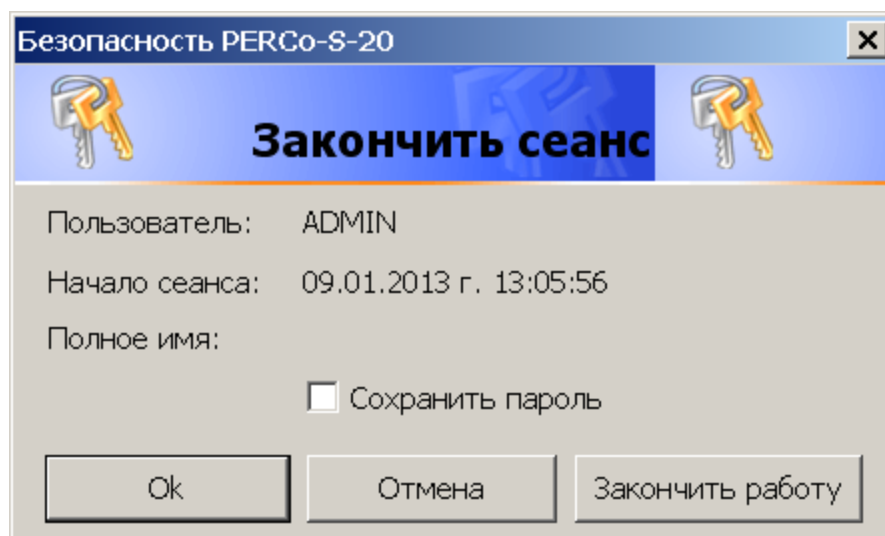 Безопасность PERCo-S-20
Закончить сеанс
Пользователь: ADMIN
Начало сеанса: 09.01.2013 г. 13:05:56
Полное имя:
Сохранить пароль
Ok Отмена Закончить работу